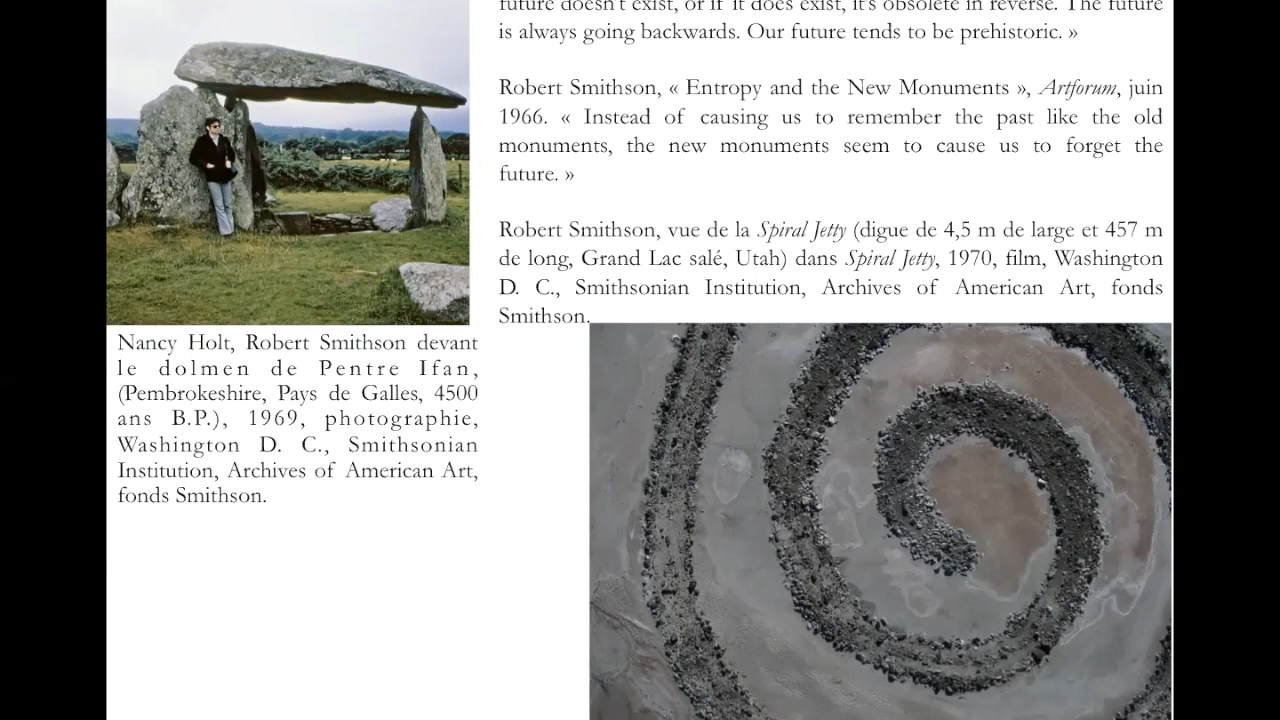 future doesn't exist, or if it does exist, it's obsolete in reverse. The future
is always going backwards. Our future tends to be prehistoric. »
Robert Smithson, « Entropy and the New Monuments », Artforum, juin
1966. « Instead of causing us to remember the past like the old
monuments, the new monuments seem to cause us to forget the
future. »
Robert Smithson, vue de la Spiral Jetty (digue de 4,5 m de large et 457 m
de long, Grand Lac salé, Utah) dans Spiral Jetty, 1970, film, Washington
D. C., Smithsonian Institution, Archives of American Art, fonds
Smithson.
Nancy Holt, Robert Smithson devant
le dolmen de Pentre Ifan,
(Pembrokeshire, Pays de Galles, 4500
ans B.P.), 1969, photographie,
Washington D. C., Smithsonian
Institution, Archives of American Art,
fonds Smithson.